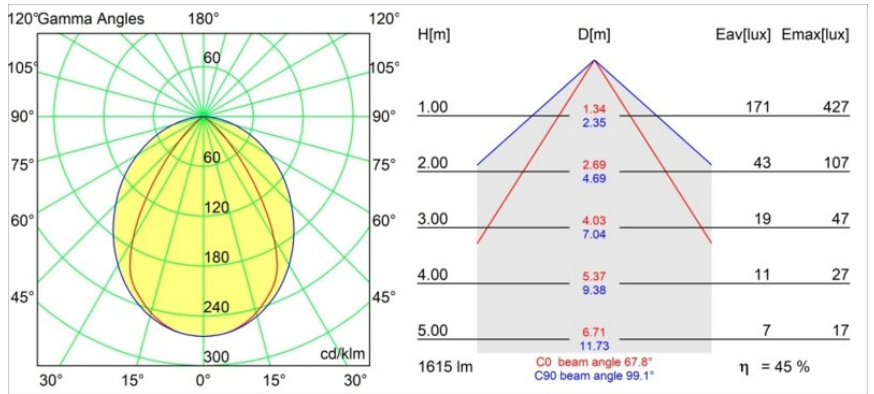 120° Gamma Angles 180° 120°
60
105° 105°
90° 90°
60
75° 75°
120
60° 60°
180
45° 45°
240
300 cd/klm
30° 15° 0° 15° 30°
H[m] D[m] Eav[lux] Emax[lux]
1.00 1.34 171 427
2.35
2.00 2.69 43 107
4.69
3.00 4.03 19 47
7.04
4.00 5.37 11 27
9.38
5.00 6.71 7 17
11.73
1615 lm C0 beam angle 67.8° η = 45 %
C90 beam angle 99.1°